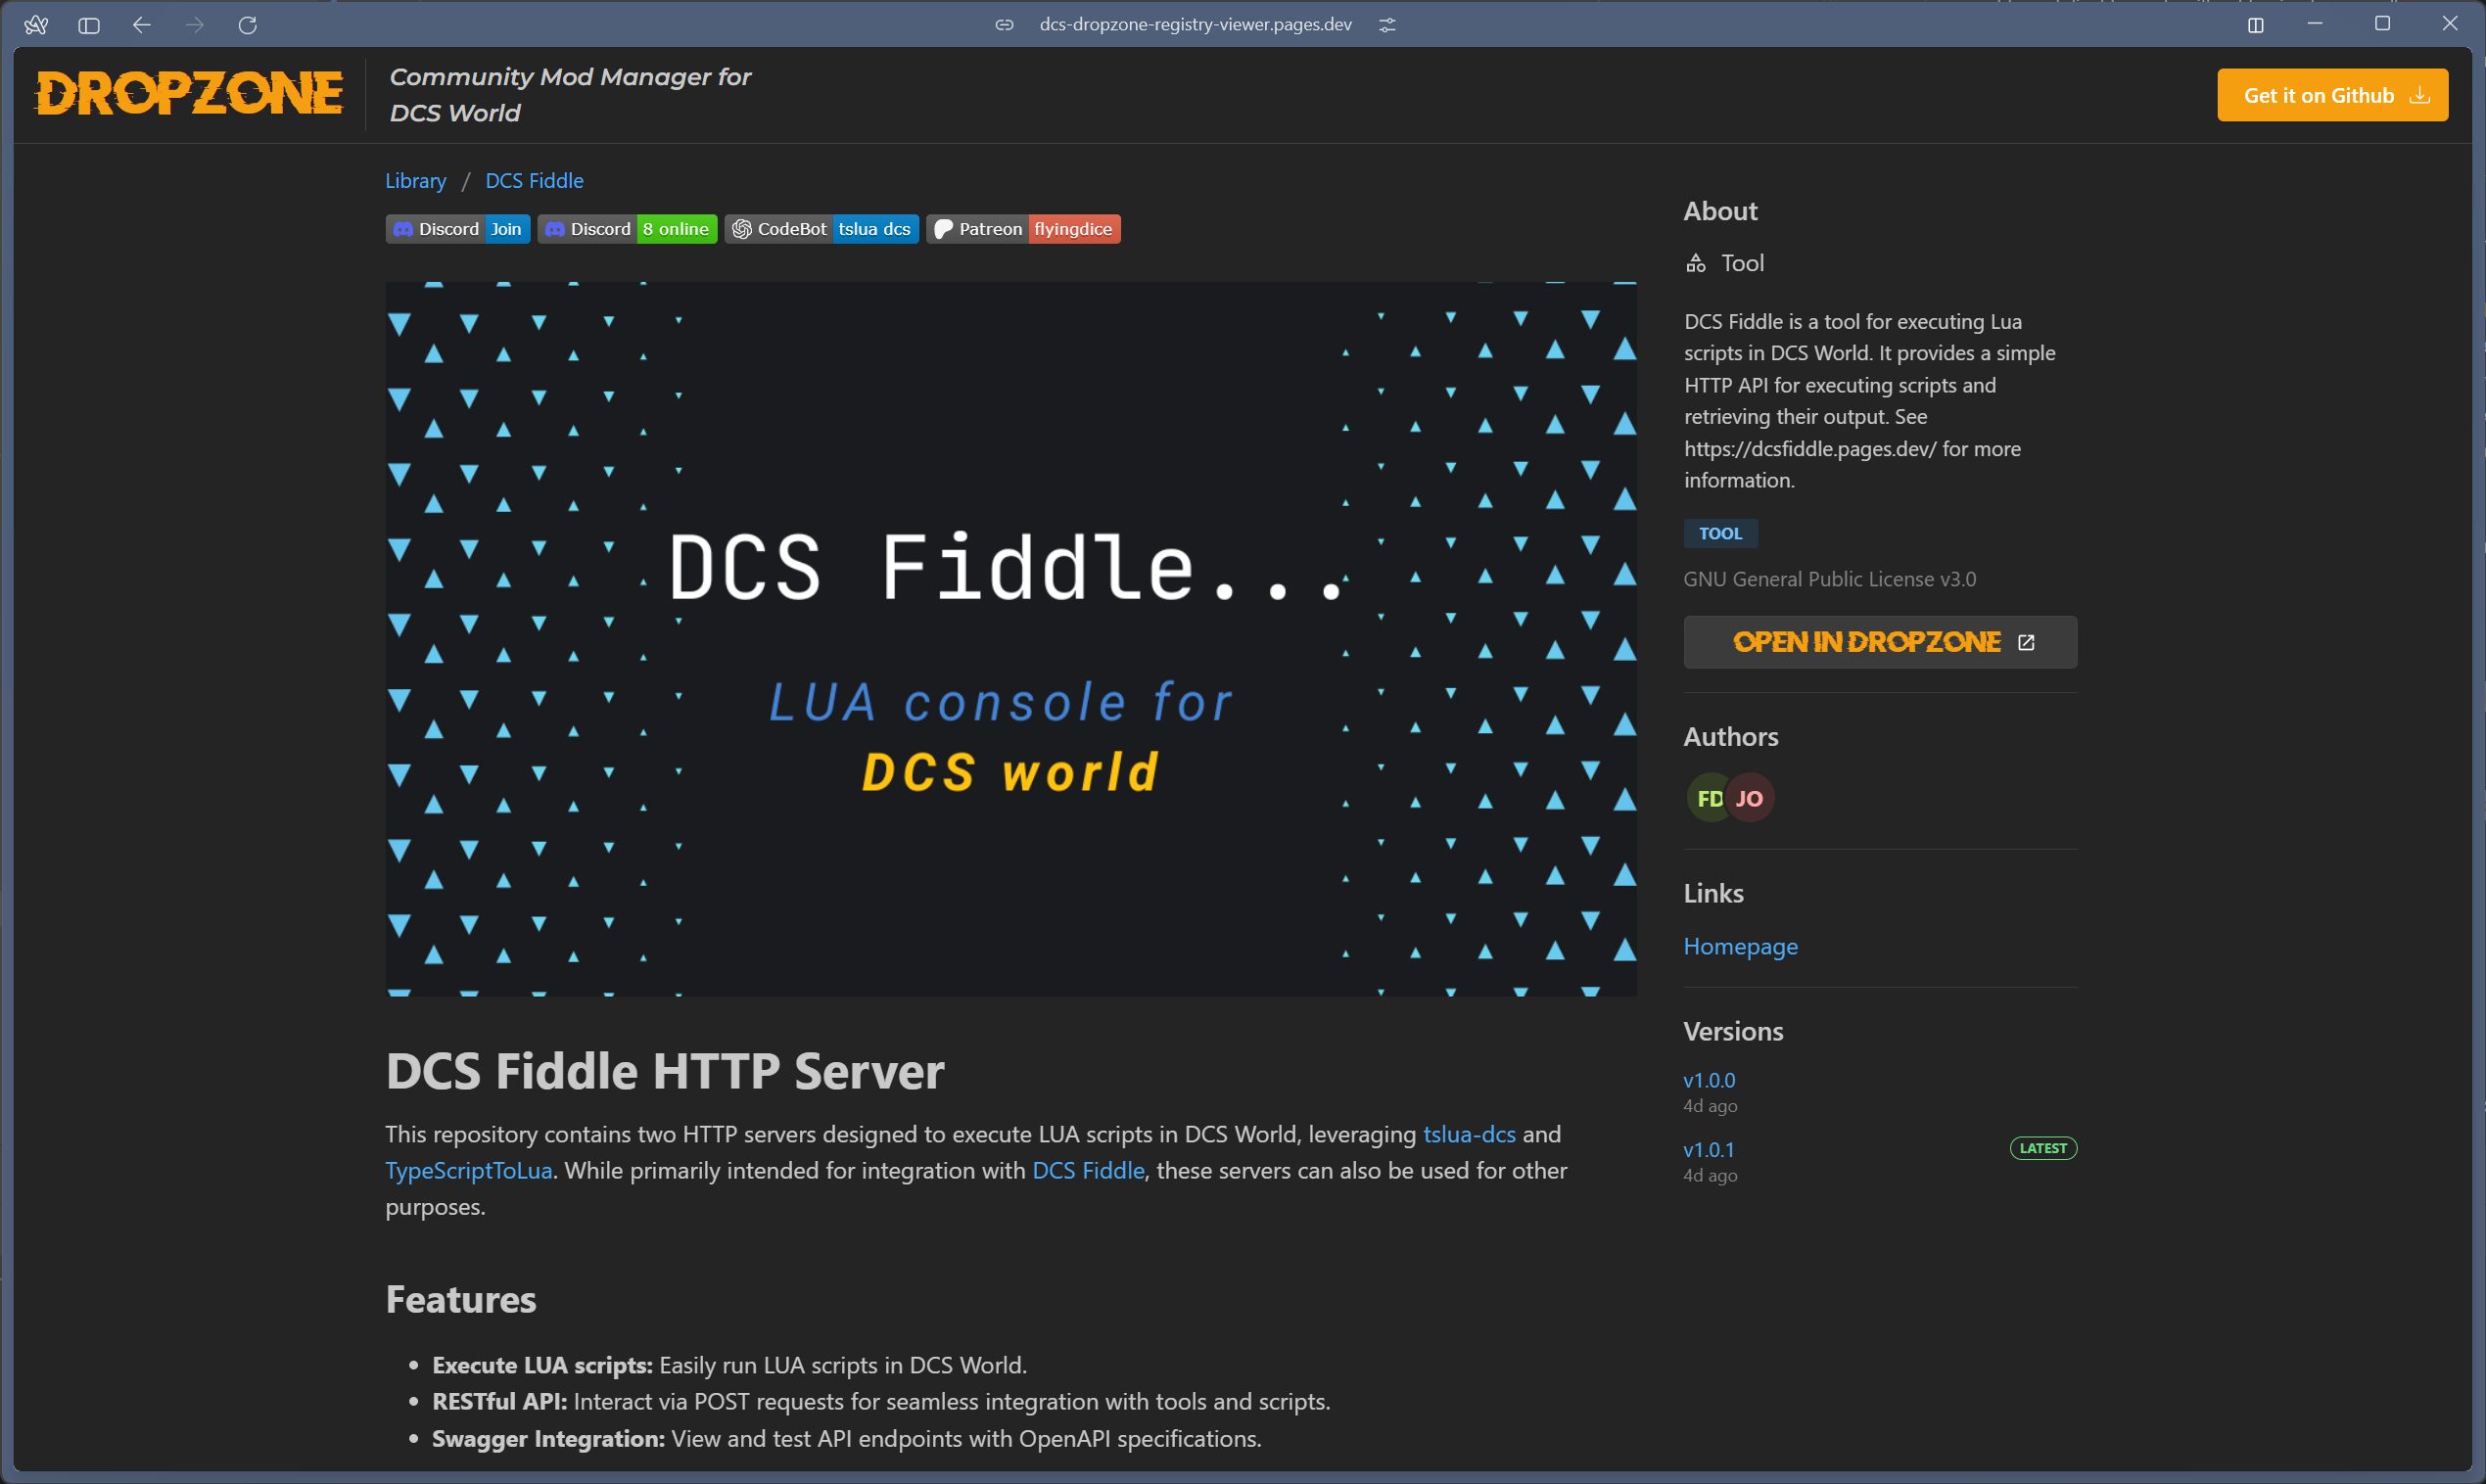 dcs-dropzone-registry-viewer.pages.dev
DROPZONE
Community Mod Manager for
DCS World
Get it on Github
Library / DCS Fiddle
Discord Join Discord 8 online CodeBot tslua dcs Patreon flyingdice
DCS Fiddle...
LUA console for
DCS world
DCS Fiddle HTTP Server
This repository contains two HTTP servers designed to execute LUA scripts in DCS World, leveraging tslua-dcs and
TypeScriptToLua. While primarily intended for integration with DCS Fiddle, these servers can also be used for other
purposes.
Features
• Execute LUA scripts: Easily run LUA scripts in DCS World.
• RESTful API: Interact via POST requests for seamless integration with tools and scripts.
• Swagger Integration: View and test API endpoints with OpenAPI specifications.
About
Tool
DCS Fiddle is a tool for executing Lua
scripts in DCS World. It provides a simple
HTTP API for executing scripts and
retrieving their output. See
https://dcsfiddle.pages.dev/ for more
information.
TOOL
GNU General Public License v3.0
OPEN IN DROPZONE
Authors
FD JO
Links
Homepage
Versions
v1.0.0
4d ago
v1.0.1 LATEST
4d ago